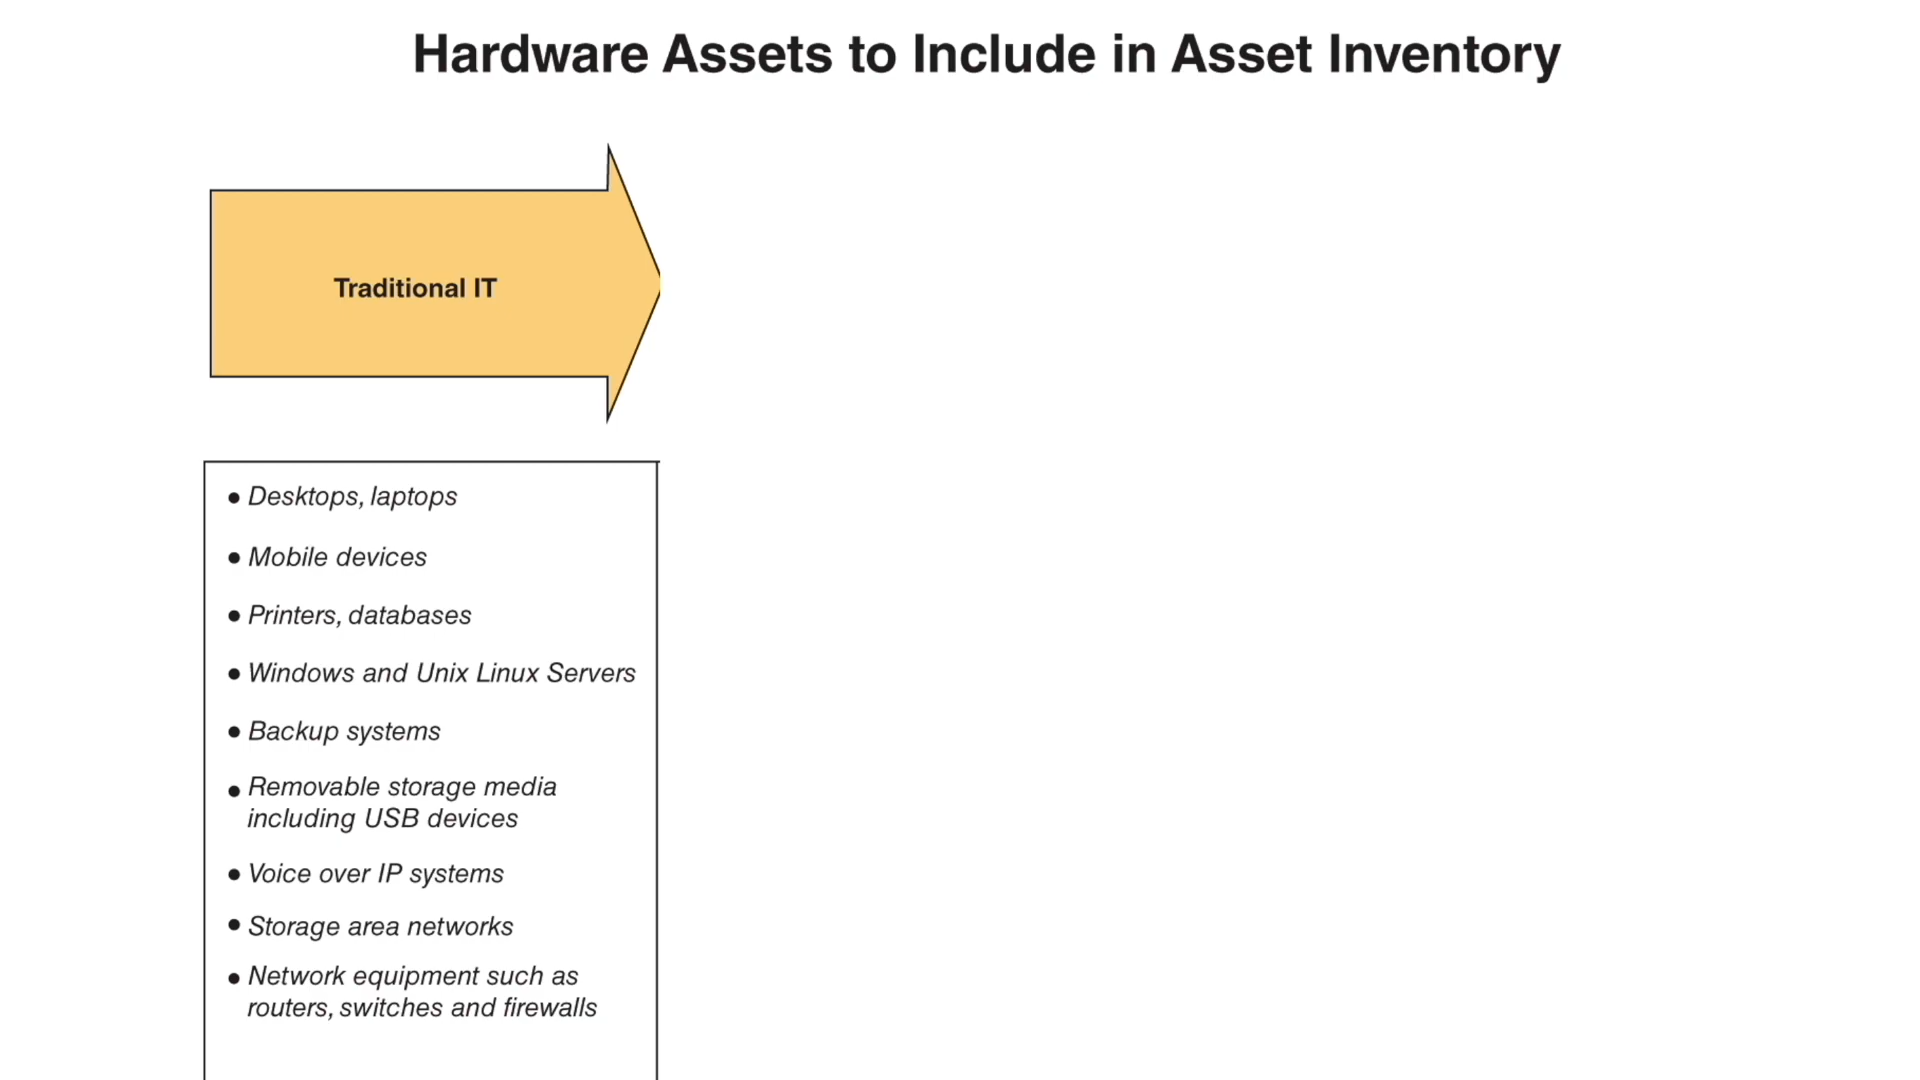 Hardware Assets to Include in Asset Inventory
Traditional IT
• Desktops, laptops
• Mobile devices
• Printers, databases
• Windows and Unix Linux Servers
• Backup systems
• Removable storage media
including USB devices
• Voice over IP systems
• Storage area networks
• Network equipment such as
routers, switches and firewalls